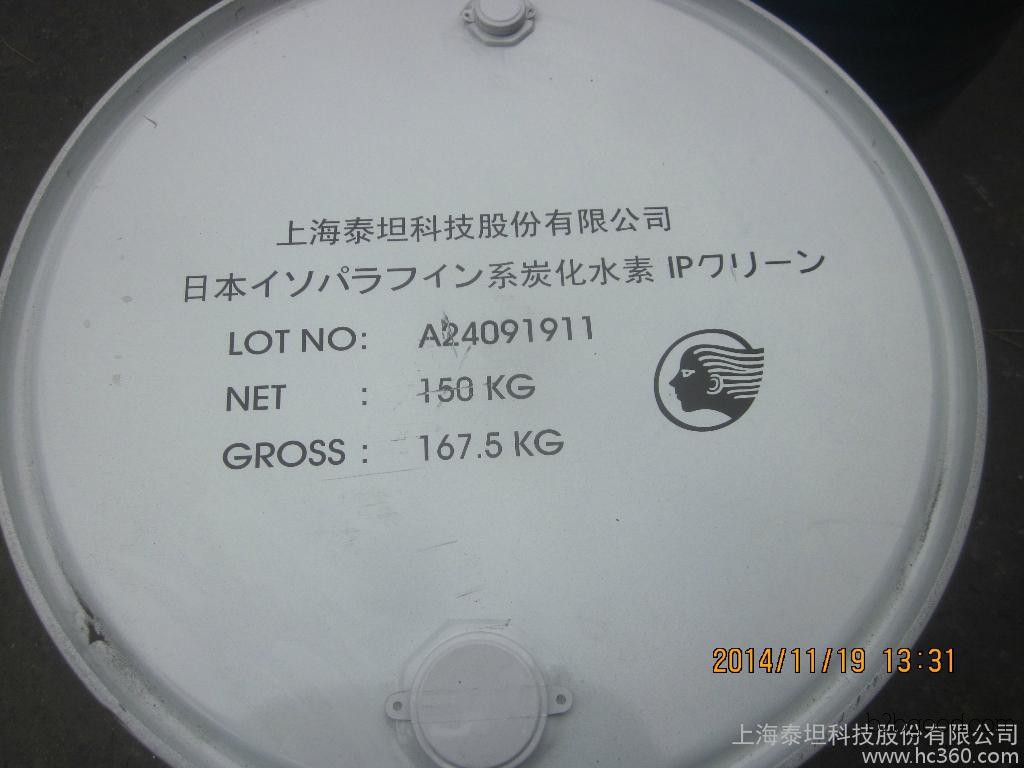 上海泰坦科技股份有限公司
日本イソパラフイン系炭化水素 IPクリーン
LOT NO: A24091911
NET : 150 KG
GROSS : 167.5 KG
2014/11/19 13:31
上海泰坦科技股份有限公司
www.hc360.com